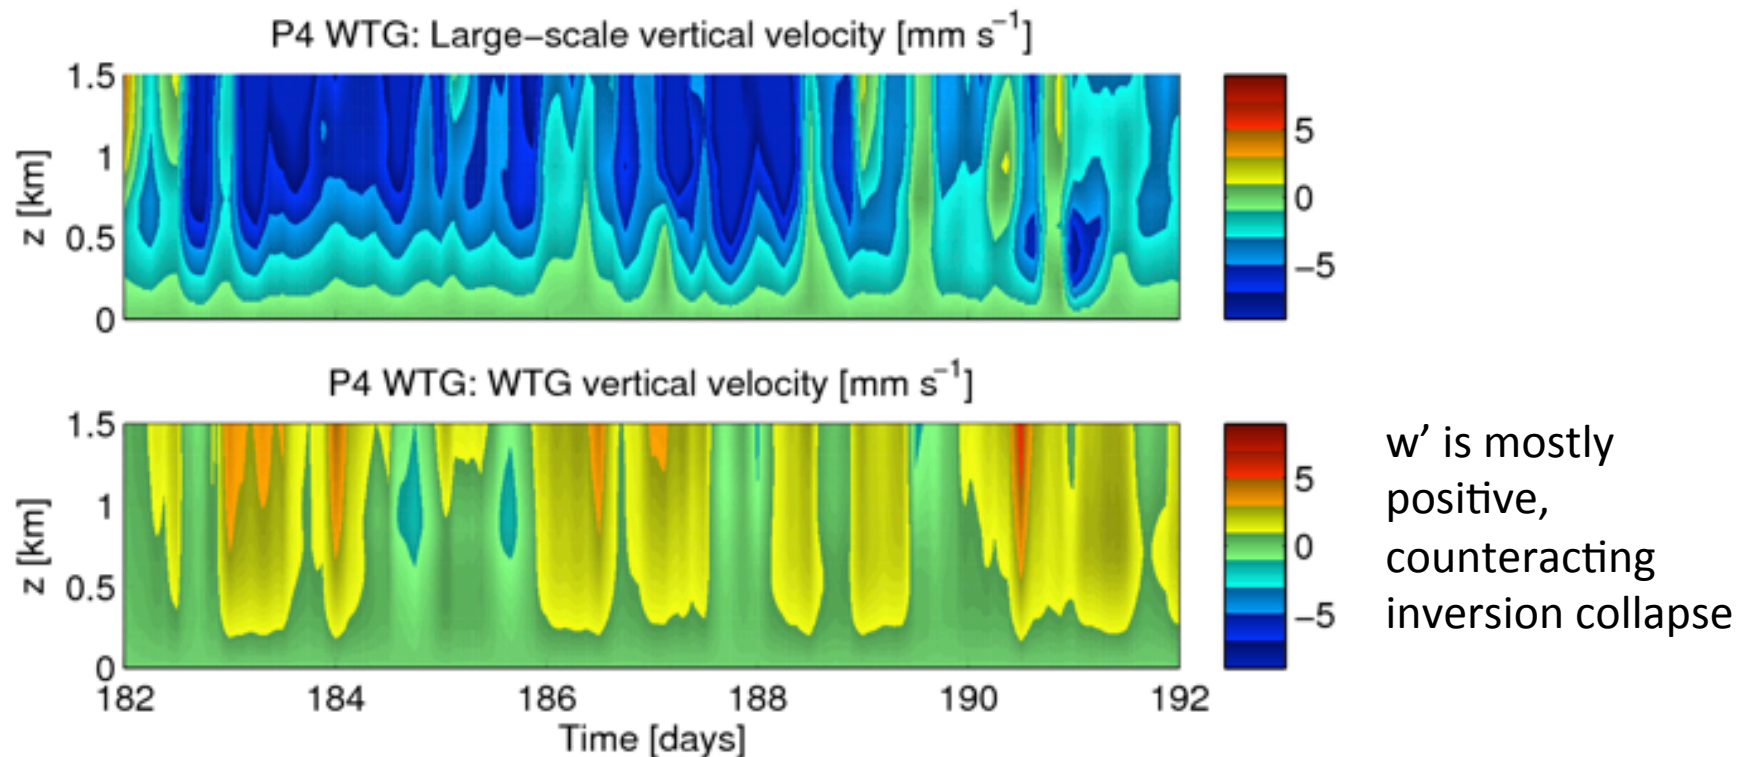 P4 WTG: Large−scale vertical velocity [mm s−1]
1.5
1
0.5
0
z [km]
5
0
−5
P4 WTG: WTG vertical velocity [mm s−1]
1.5
1
0.5
0
z [km]
5
0
−5
182 184 186 188 190 192
Time [days]
w’ is mostly
positive,
counteracting
inversion collapse